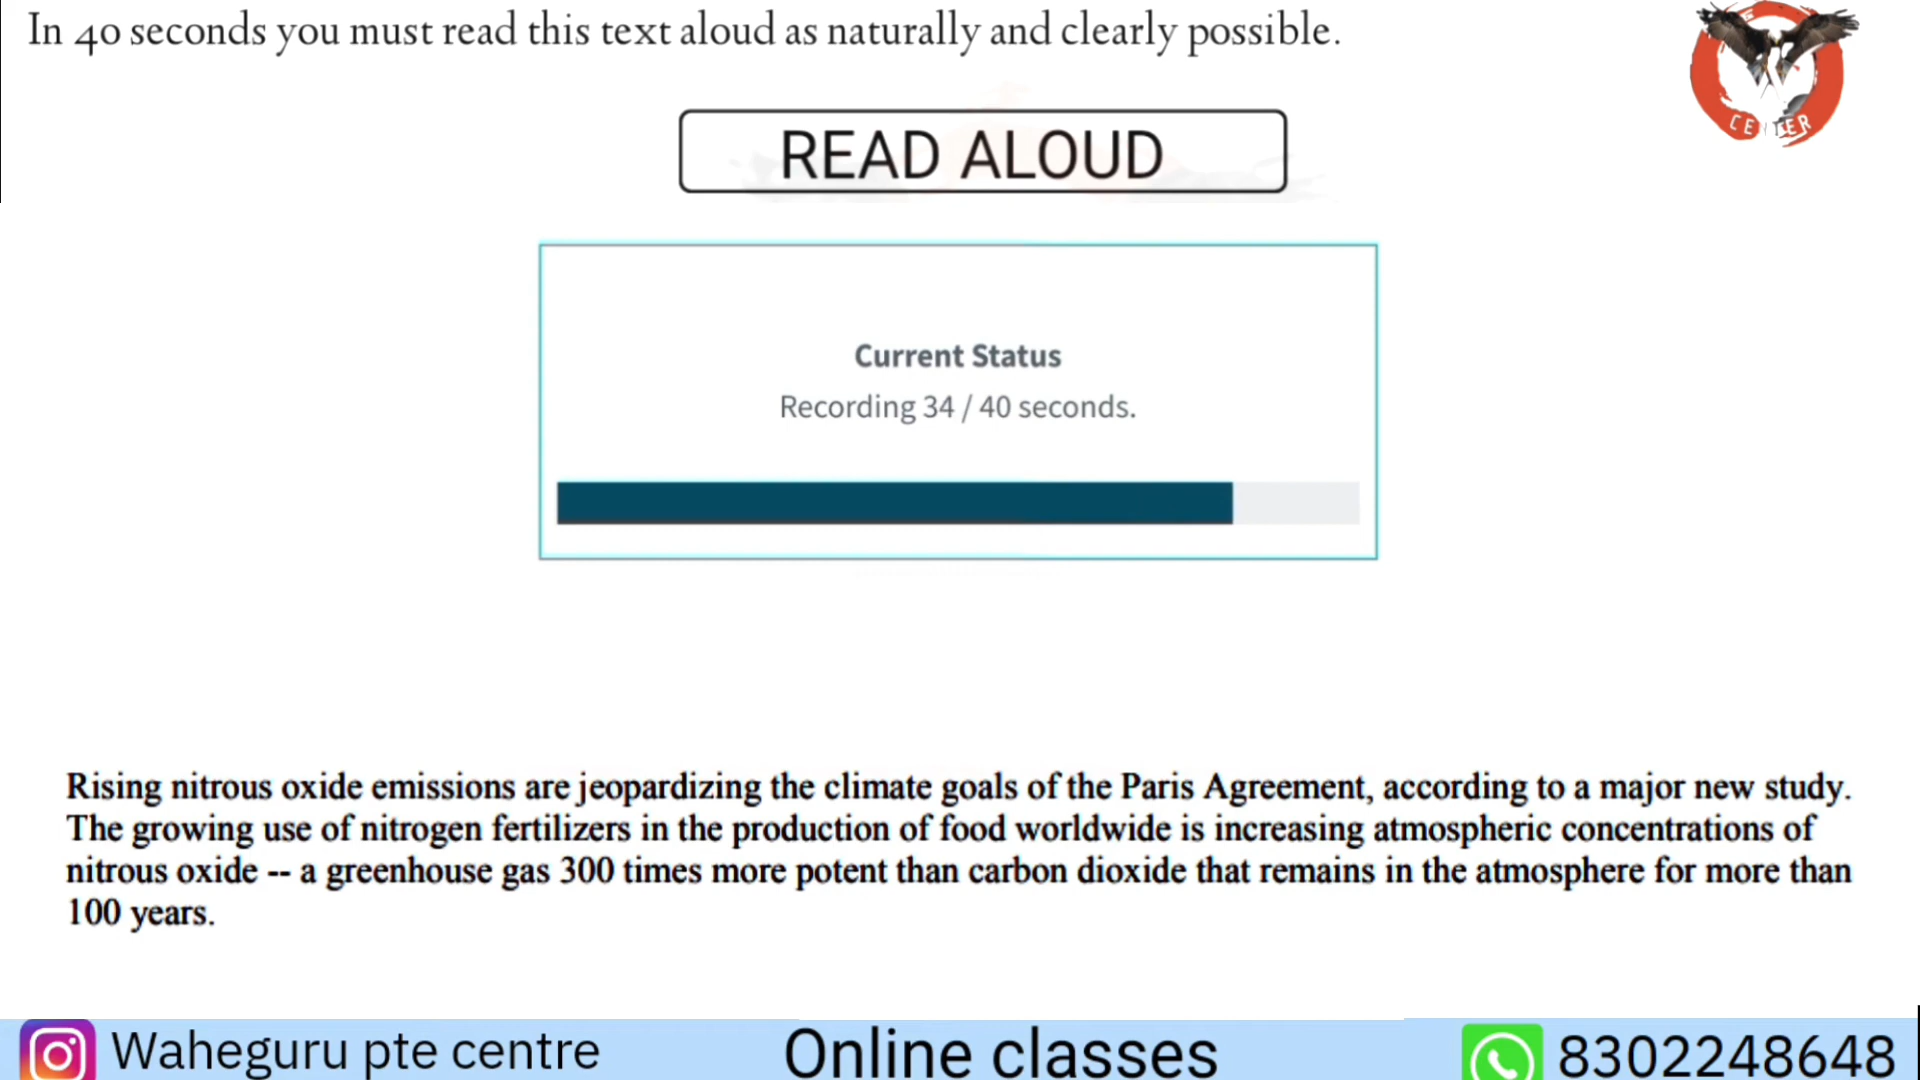 In 40 seconds you must read this text aloud as naturally and clearly possible.
READ ALOUD
Current Status
Recording 34 / 40 seconds.
Rising nitrous oxide emissions are jeopardizing the climate goals of the Paris Agreement, according to a major new study.
The growing use of nitrogen fertilizers in the production of food worldwide is increasing atmospheric concentrations of
nitrous oxide -- a greenhouse gas 300 times more potent than carbon dioxide that remains in the atmosphere for more than
100 years.
Waheguru pte centre
Online classes
8302248648